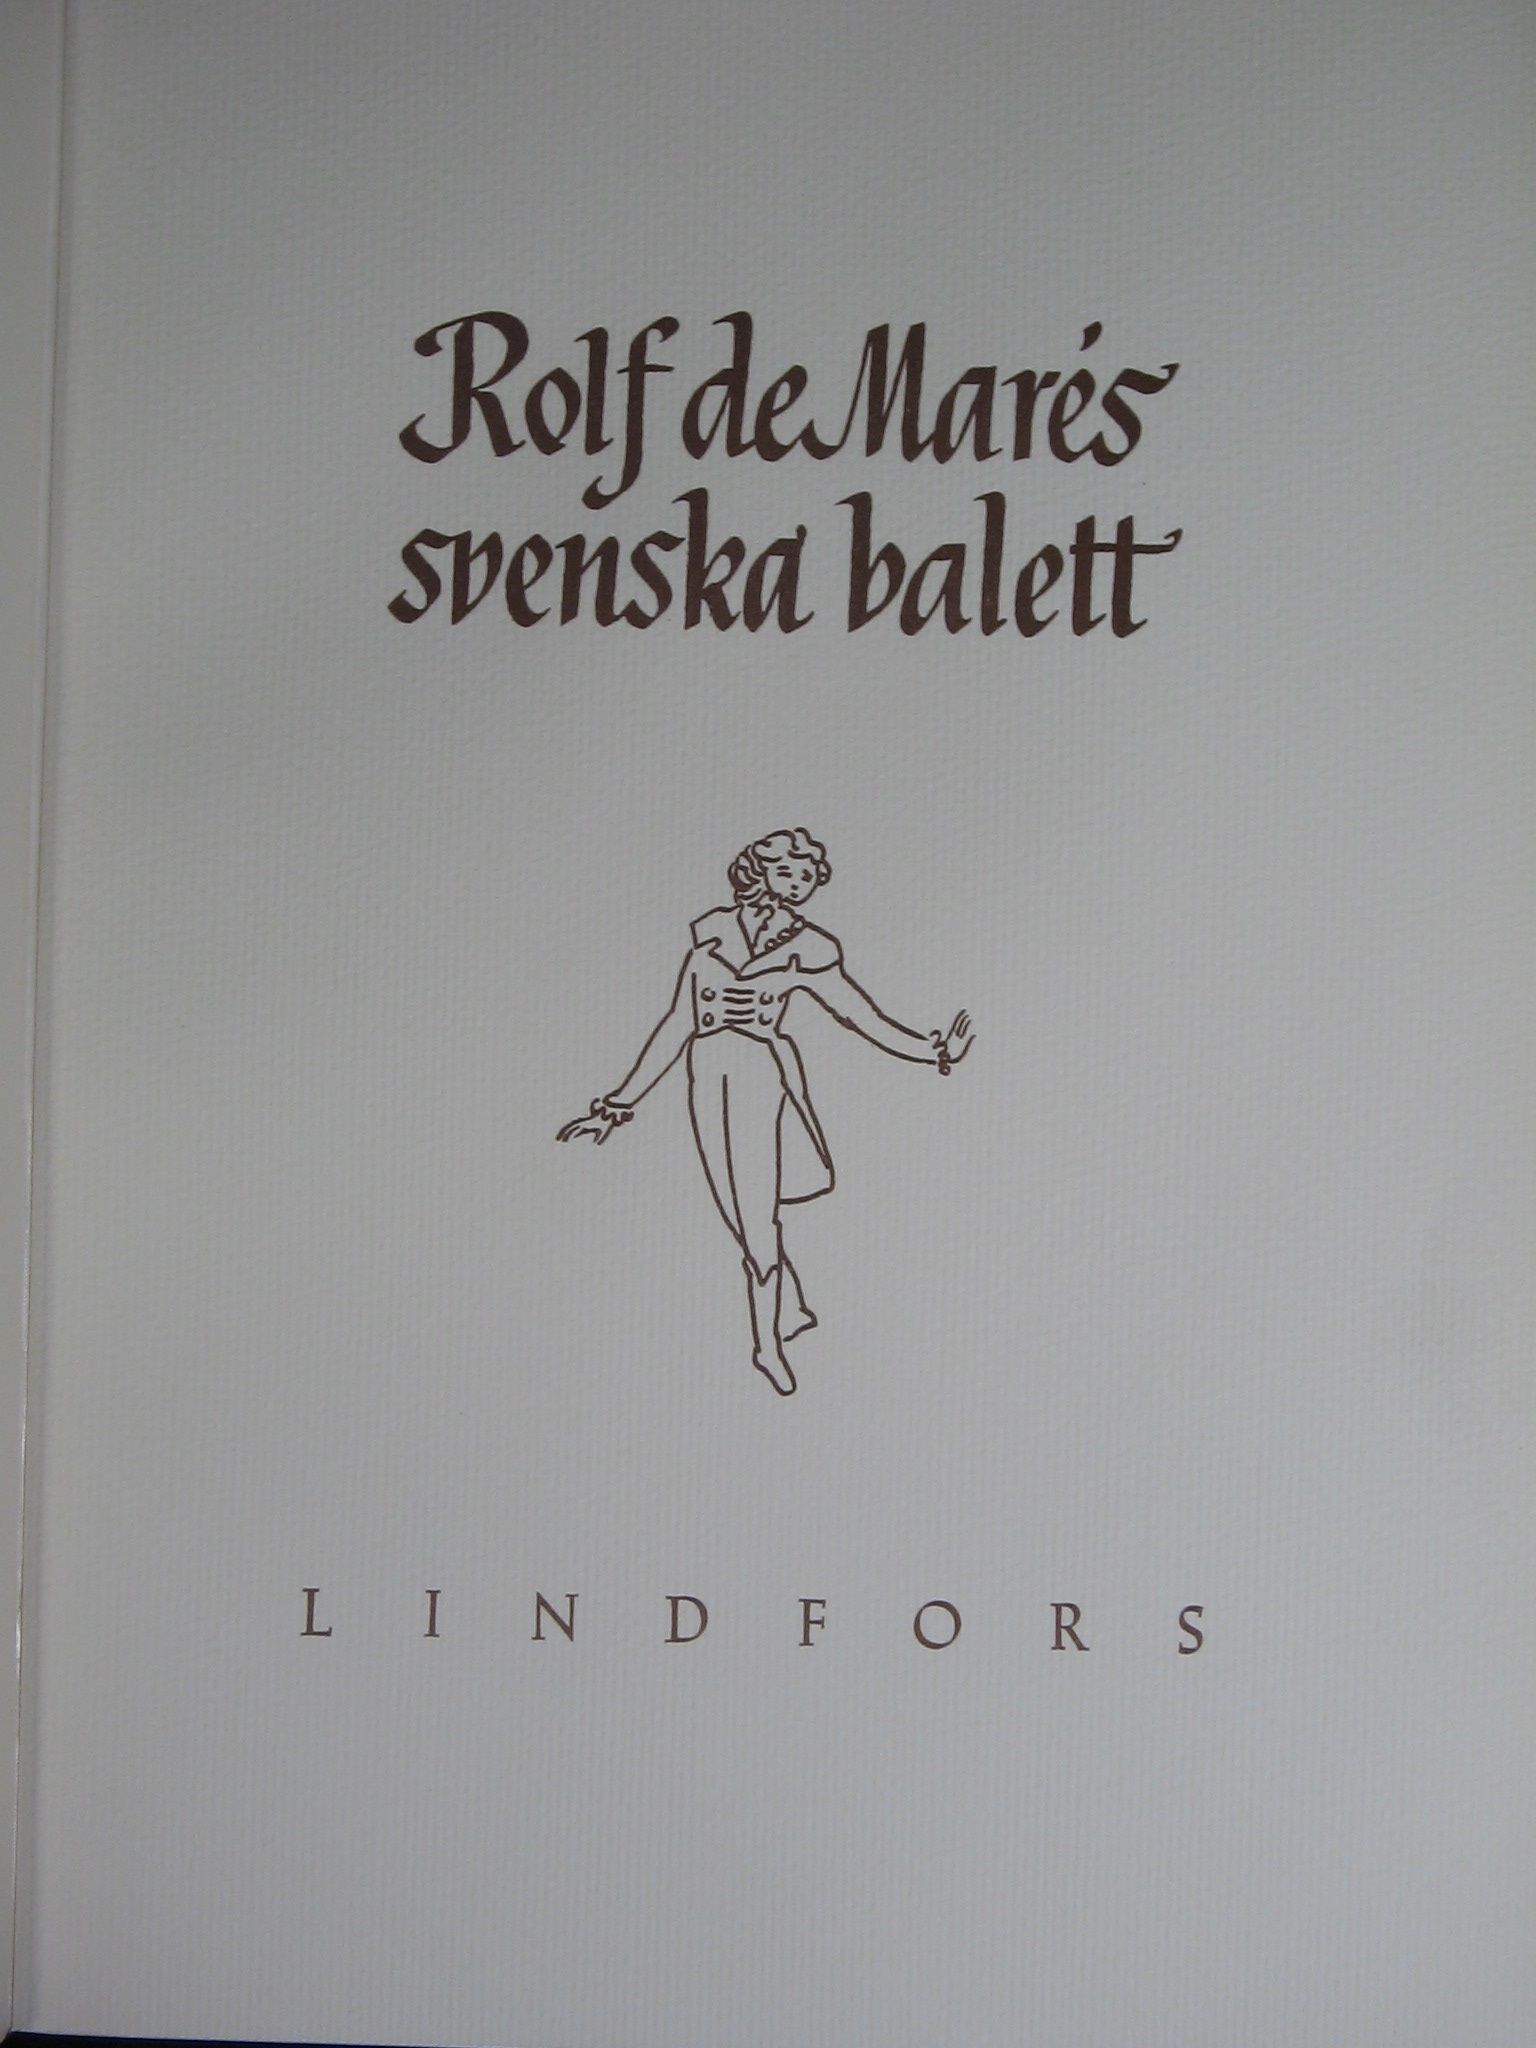 Rolf de Marés
svenska balett
LINDFORS